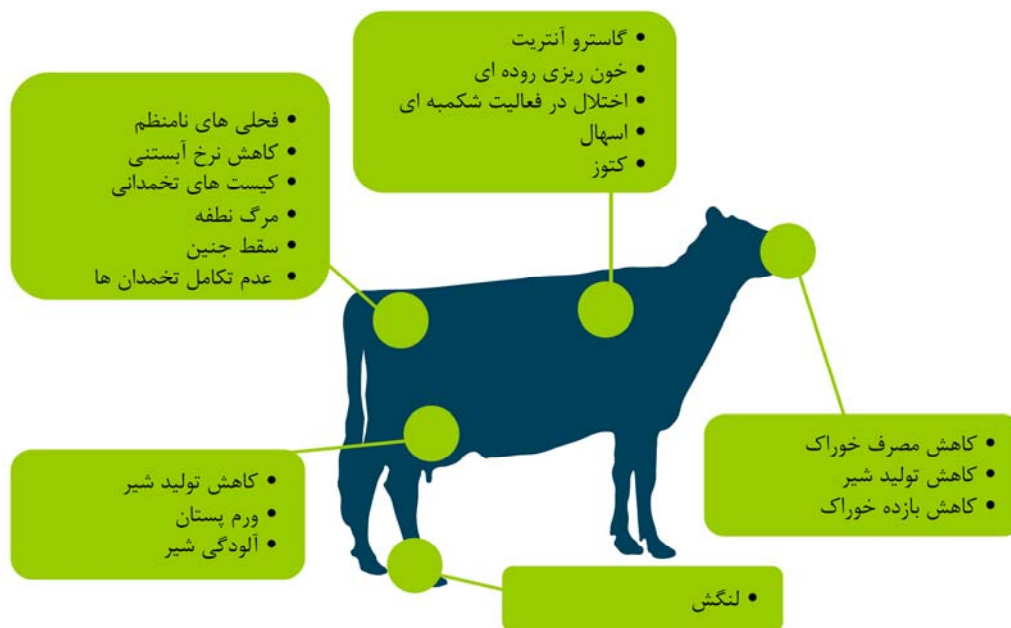 • گاسترو آنتریت
• خون ریزی روده ای
• اختلال در فعالیت شکمبه ای
• اسهال
• کتوز
• فحلی های نامنظم
• کاهش نرخ آبستنی
• کیست های تخمدانی
• مرگ نطفه
• سقط جنین
• عدم تکامل تخمدان ها
• کاهش مصرف خوراک
• کاهش تولید شیر
• کاهش بازده خوراک
• کاهش تولید شیر
• ورم پستان
• آلودگی شیر
• لنگش